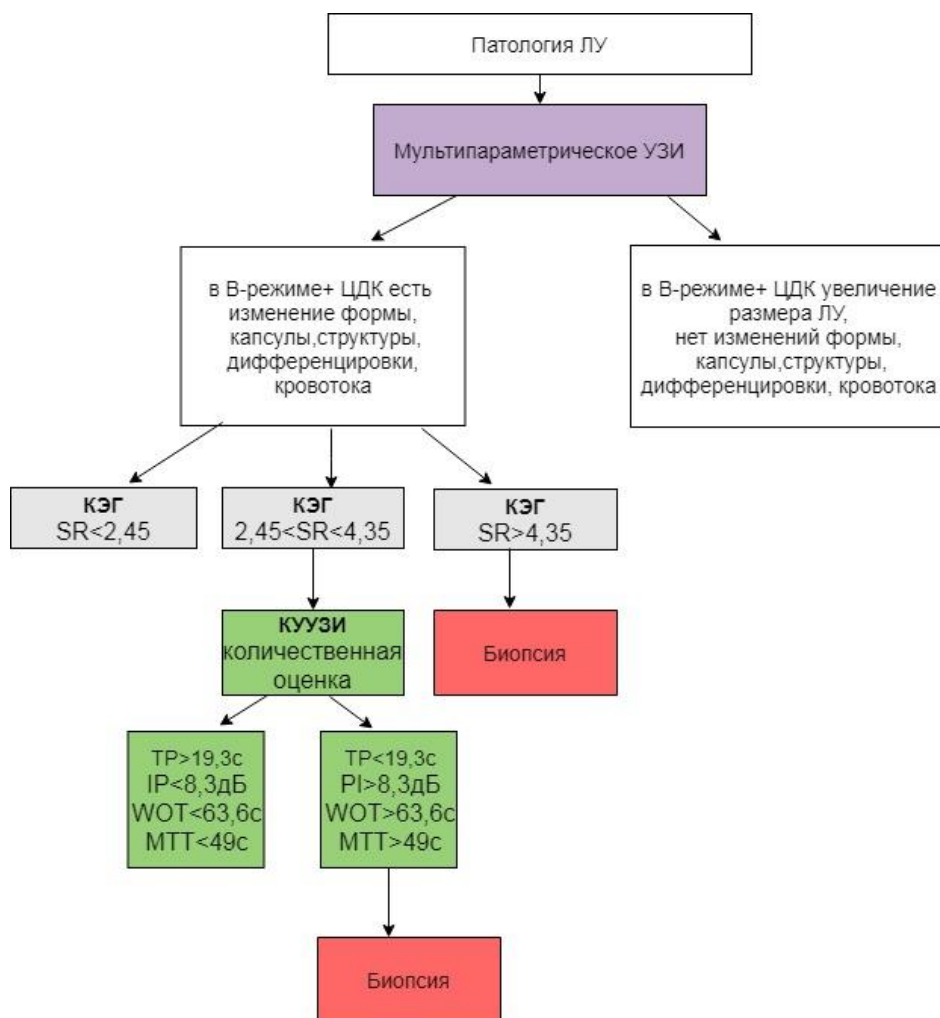 Патология ЛУ
Мультипараметрическое УЗИ
в В-режиме+ ЦДК есть
изменение формы,
капсулы,структуры,
дифференцировки,
кровотока
в В-режиме+ ЦДК увеличение
размера ЛУ,
нет изменений формы,
капсулы,структуры,
дифференцировки, кровотока
КЭГ
SR<2,45
КЭГ
2,45<SR<4,35
КЭГ
SR>4,35
КУУЗИ
количественная
оценка
Биопсия
TP>19,3с
IP<8,3дБ
WOT<63,6с
MTT<49с
TP<19,3с
PI>8,3дБ
WOT>63,6с
MTT>49с
Биопсия